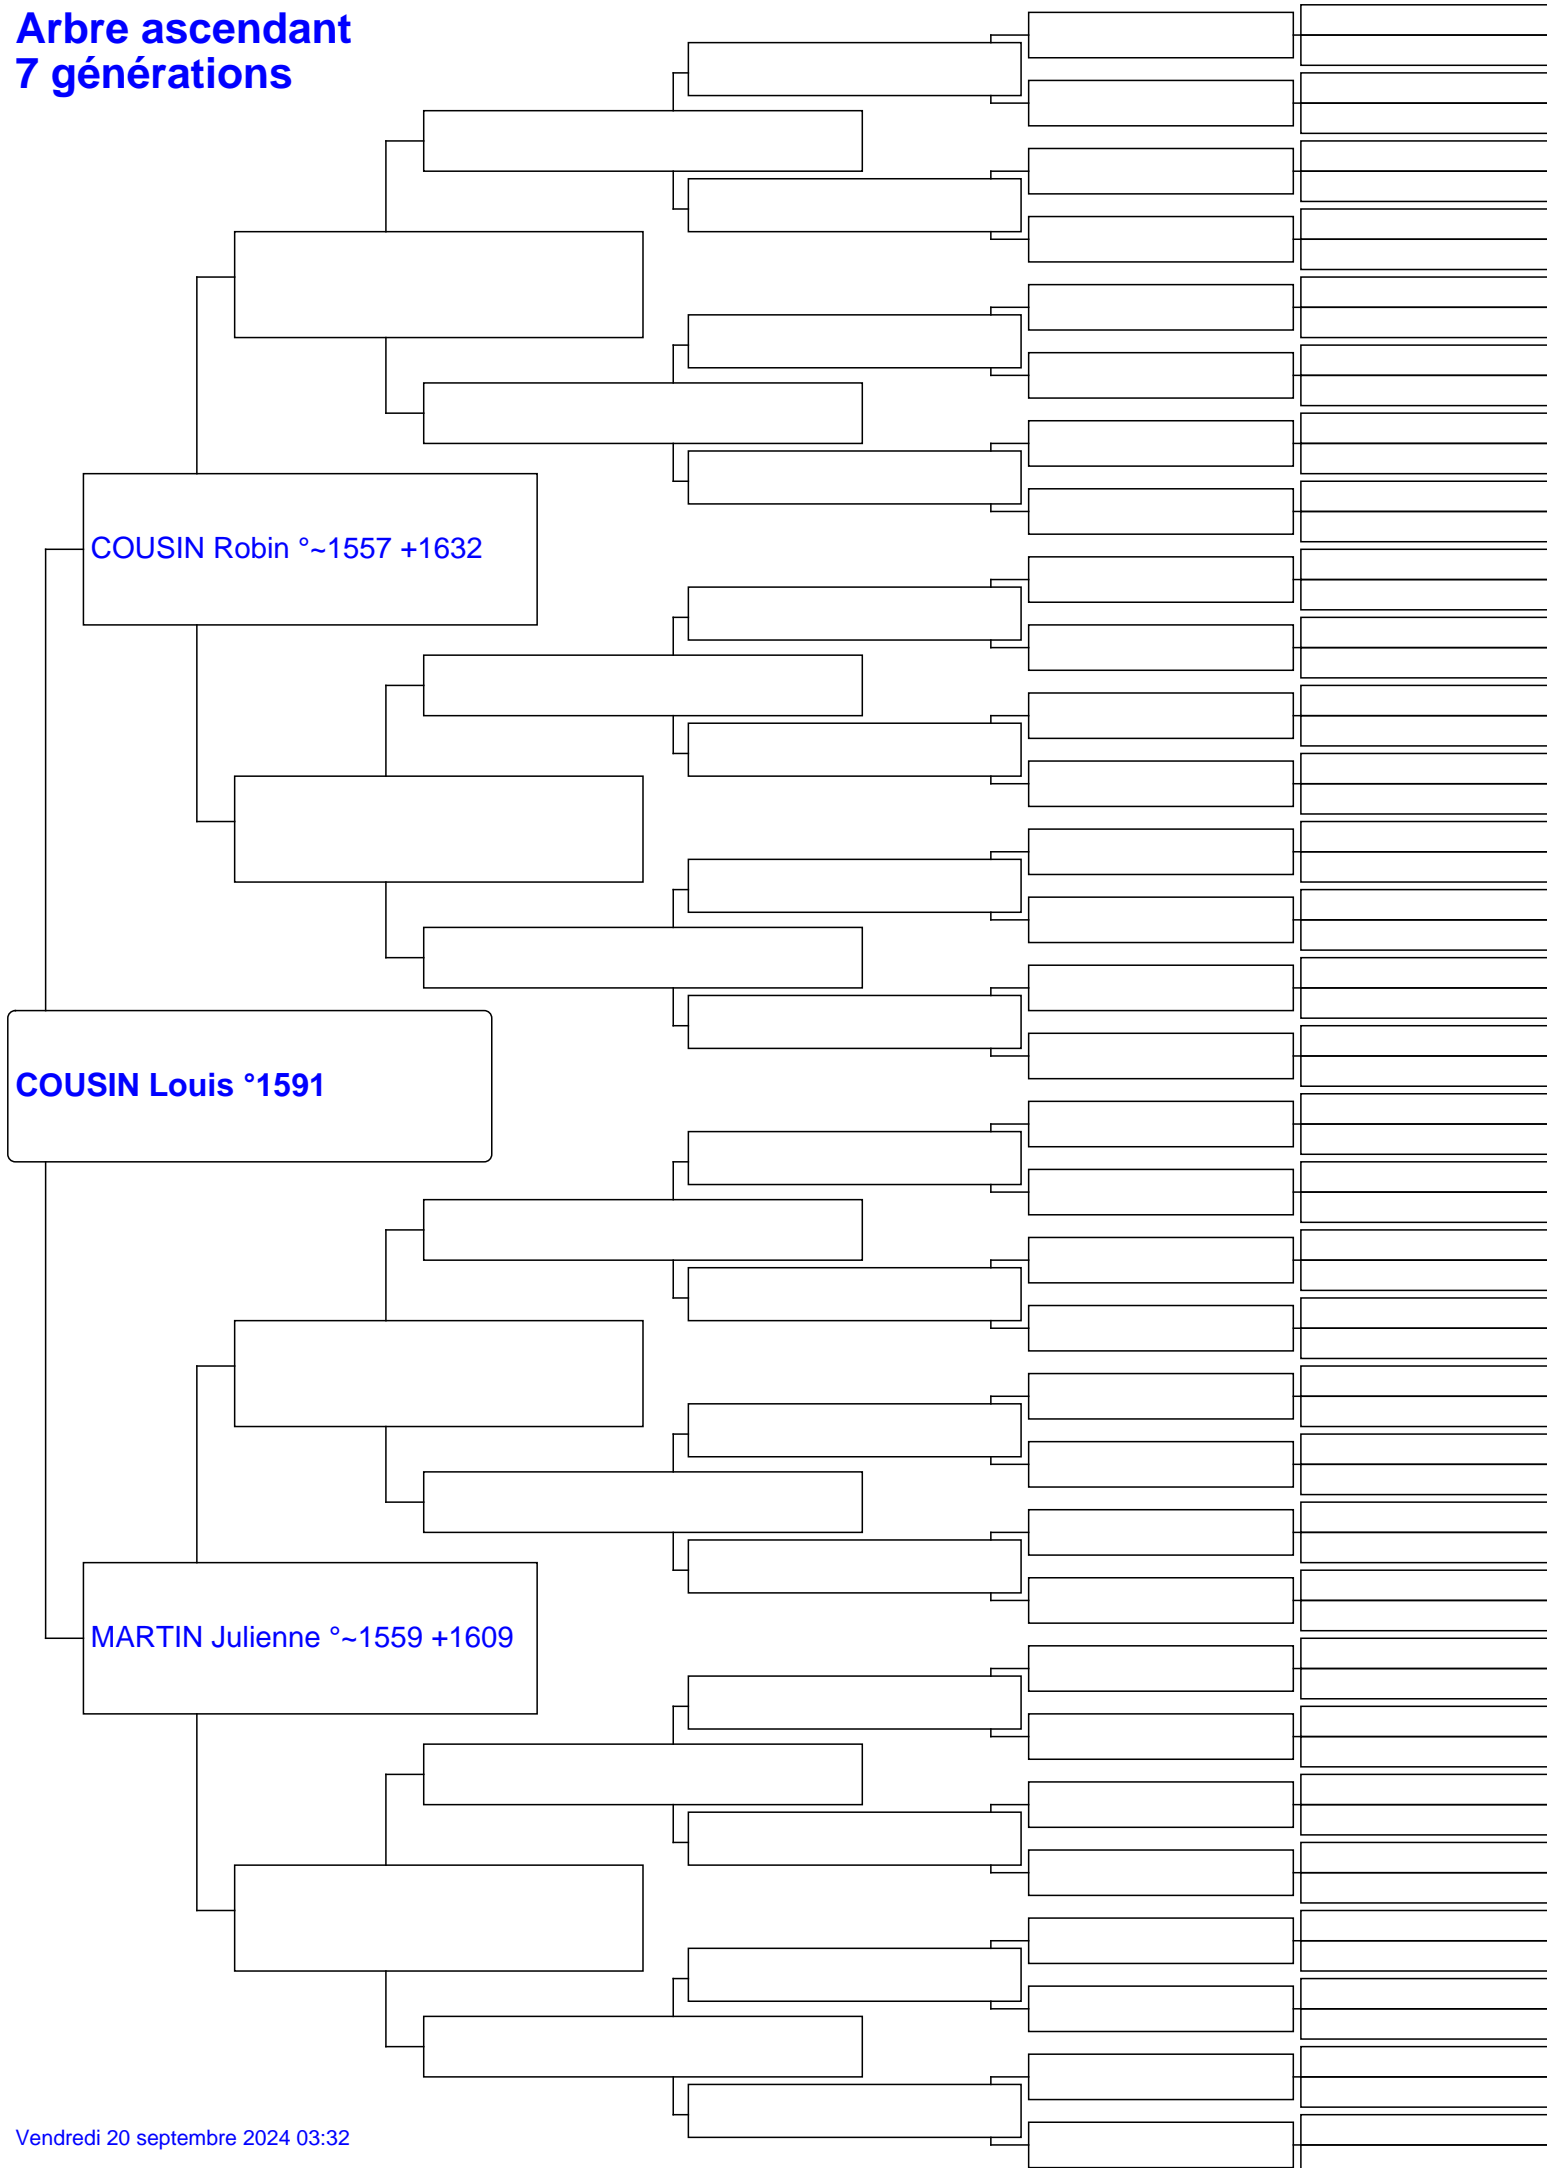 Arbre ascendant
7 générations
COUSIN Robin °~1557 +1632
COUSIN Louis °1591
MARTIN Julienne °~1559 +1609
Vendredi 20 septembre 2024 03:32